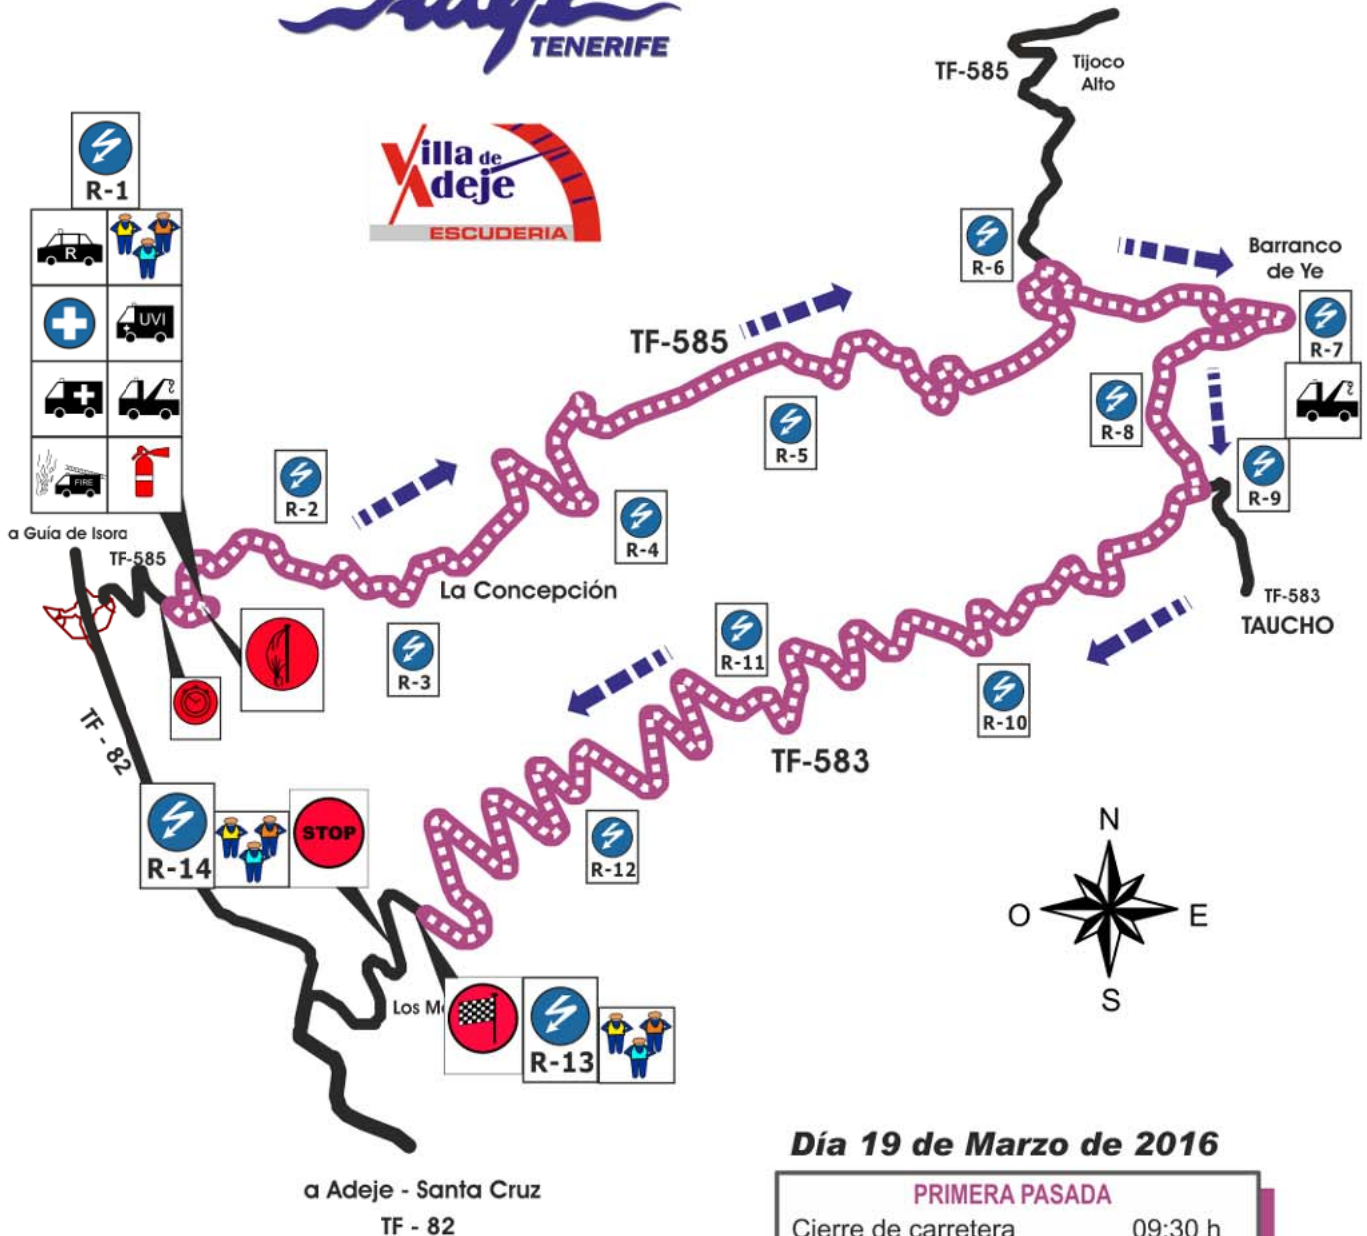 TENERIFE
Villa de
Adeje
ESCUDERIA
TF-585
Tijoco
Alto
R-1
R
UVI
FIRE
R-6
Barranco
de Ye
R-7
TF-585
R-8
R-5
R-9
R-2
R-4
a Guía de Isora
TF-585
La Concepción
TF-583
TAUCHO
R-3
R-11
R-10
TF - 82
TF-583
R-14
STOP
R-12
N
O
E
S
Los M
R-13
Día 19 de Marzo de 2016
a Adeje - Santa Cruz
TF - 82
PRIMERA PASADA
Cierre de carretera 09:30 h